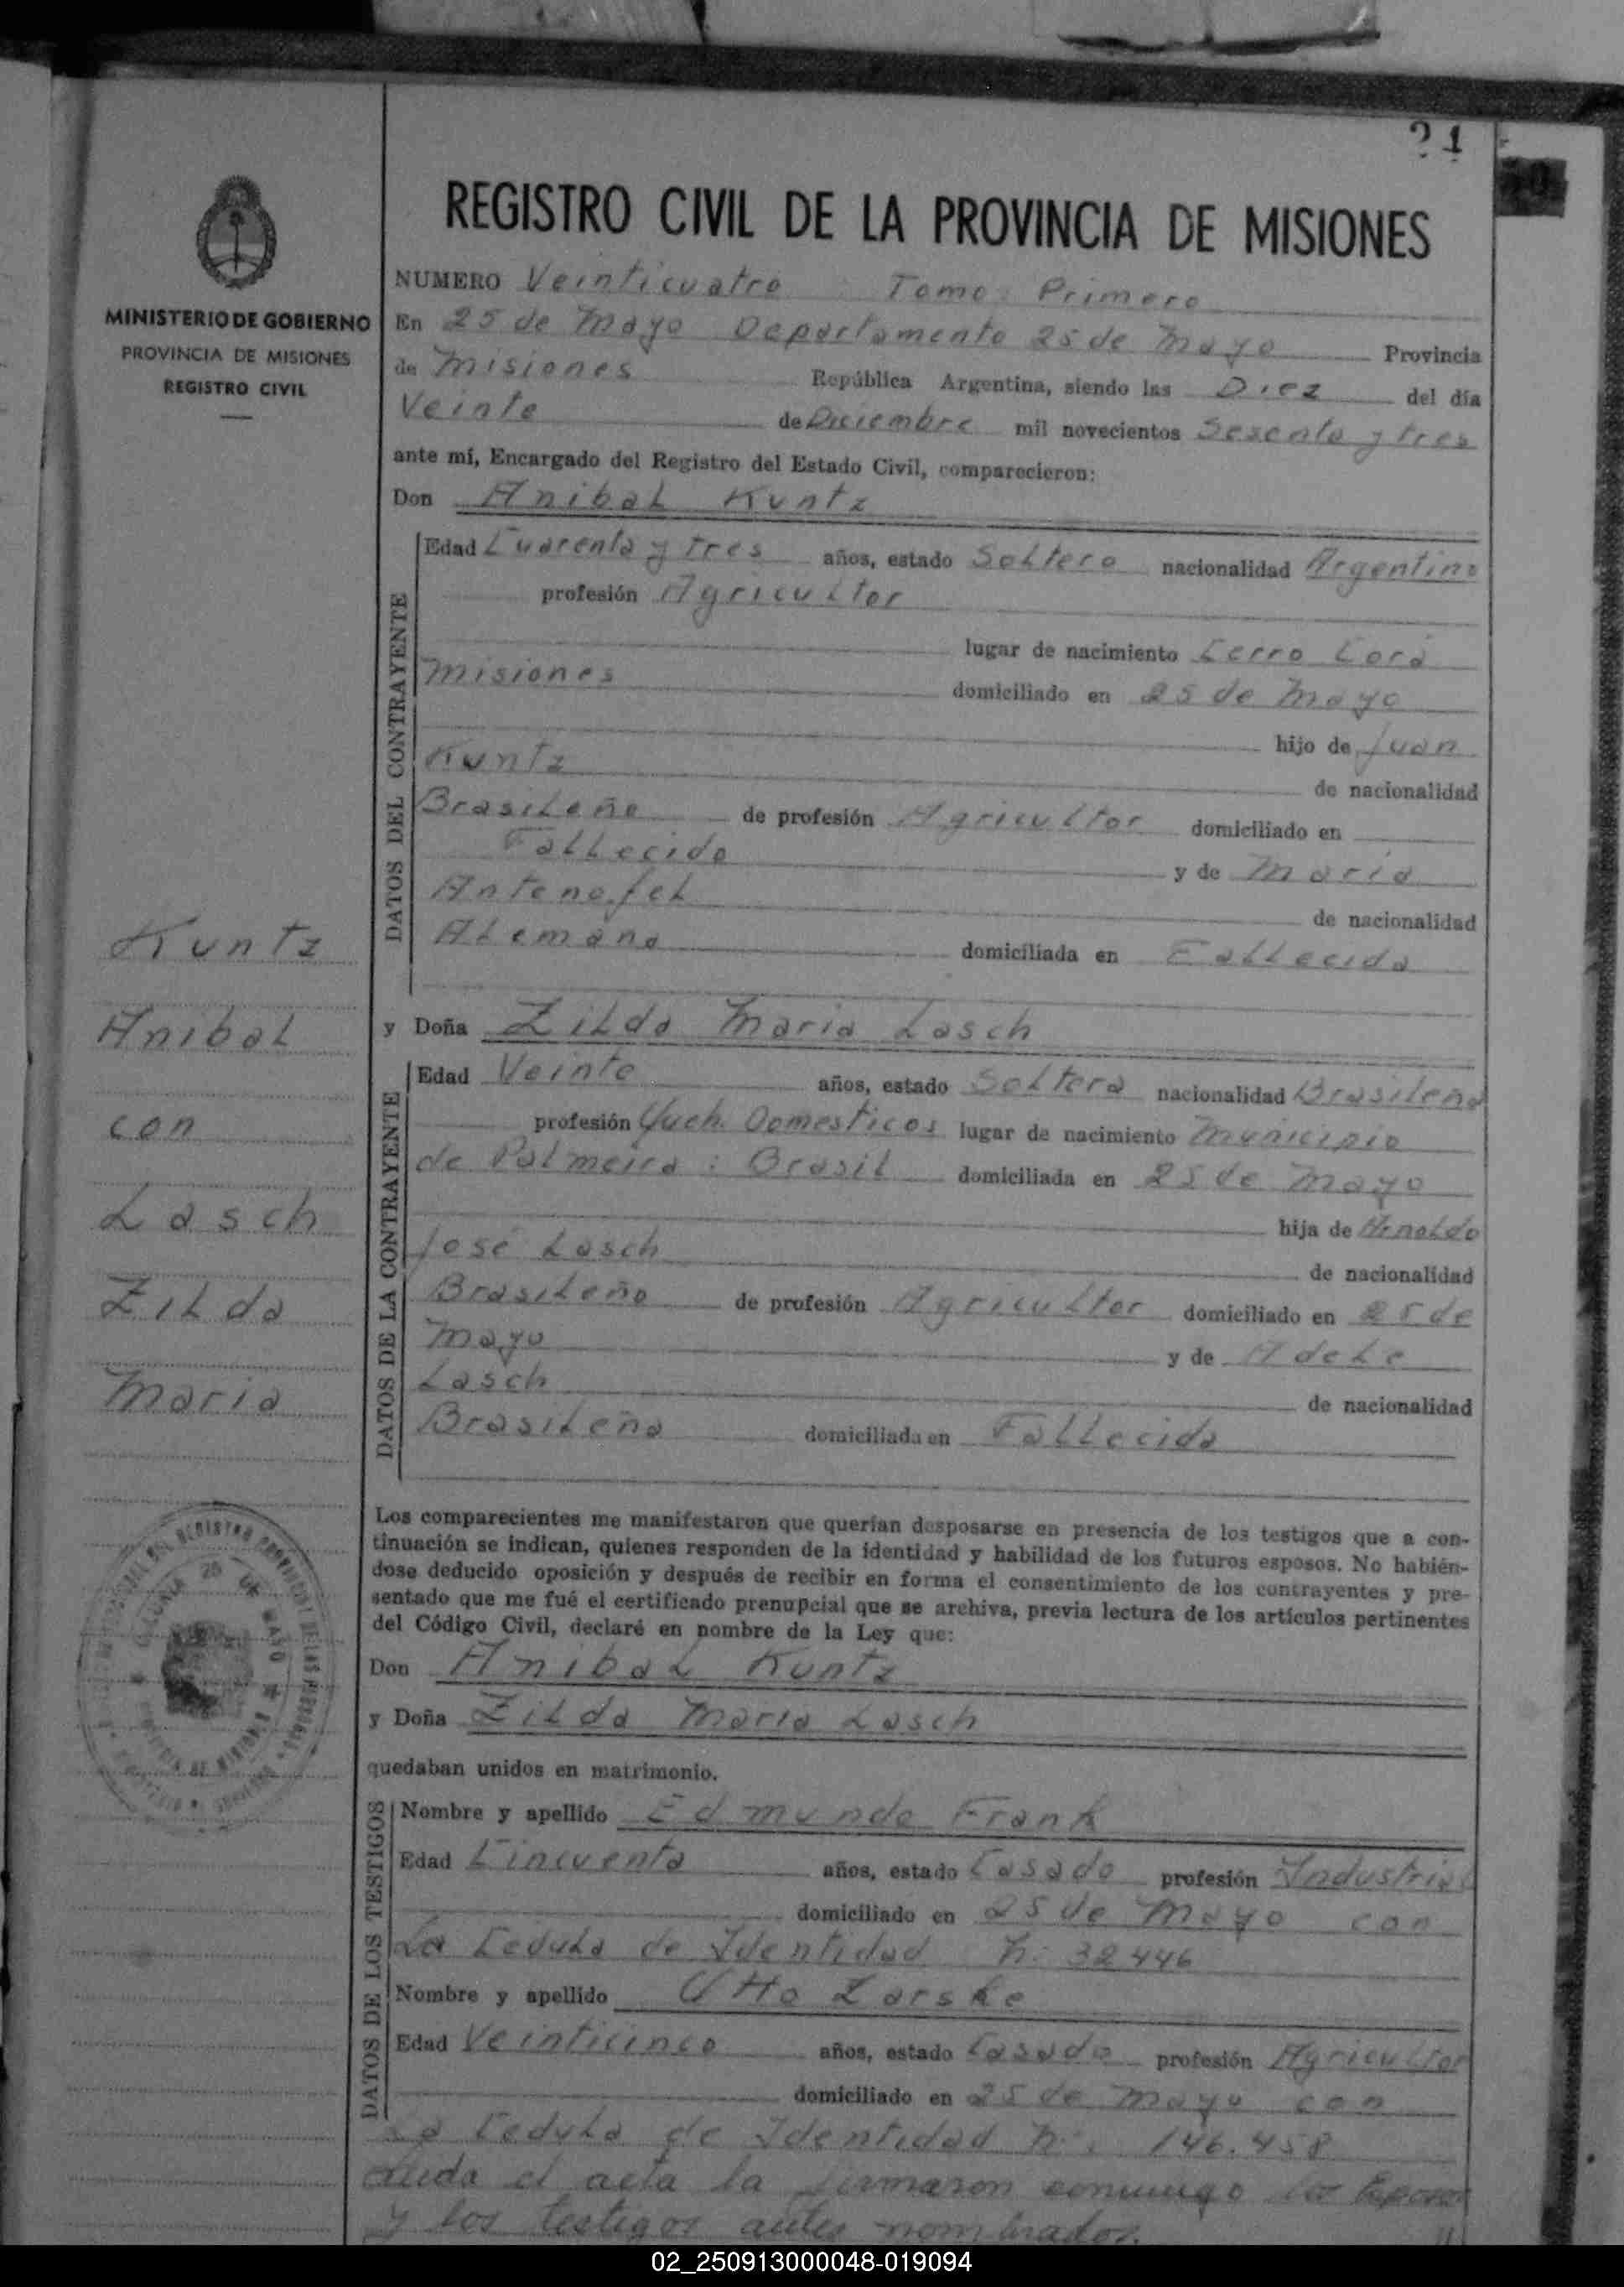 24
REGISTRO CIVIL DE LA PROVINCIA DE MISIONES
MINISTERIO DE GOBIERNO
PROVINCIA DE MISIONES
REGISTRO CIVIL
NUMERO Veinticuatro Tomo: Primero
En 25 de Mayo Departamento 25 de Mayo Provincia
de Misiones República Argentina, siendo las Diez del día
Veinte de Diciembre mil novecientos Sesenta y tres
ante mí, Encargado del Registro del Estado Civil, comparecieron:
Don Anibal Kuntz
DATOS DEL CONTRAYENTE
Edad Cuarenta y tres años, estado Soltero nacionalidad Argentino
profesión Agricultor
lugar de nacimiento Cerro Corá
Misiones domiciliado en 25 de Mayo
hijo de Juan
Kuntz de nacionalidad
Brasileño de profesión Agricultor domiciliado en
Fallecido y de Maria
de nacionalidad
Alemana domiciliada en Fallecida
y Doña Zilda Maria Lasch
DATOS DE LA CONTRAYENTE
Edad Veinte años, estado Soltera nacionalidad Brasileña
profesión Queh. Domesticos lugar de nacimiento Municipio
de Palmeira: Brasil domiciliada en 25 de Mayo
hija de Arnoldo
José Lasch de nacionalidad
Brasileño de profesión Agricultor domiciliado en 25 de
Mayo y de Adele
Lasch de nacionalidad
Brasileña domiciliada en Fallecida
Kuntz
Anibal
con
Lasch
Zilda
Maria
Los comparecientes me manifestaron que querían desposarse en presencia de los testigos que a con-
tinuación se indican, quienes responden de la identidad y habilidad de los futuros esposos. No habién-
dose deducido oposición y después de recibir en forma el consentimiento de los contrayentes y pre-
sentado que me fué el certificado prenupcial que se archiva, previa lectura de los artículos pertinentes
del Código Civil, declaré en nombre de la Ley que:
Don Anibal Kuntz
y Doña Zilda Maria Lasch
quedaban unidos en matrimonio.
DATOS DE LOS TESTIGOS
Nombre y apellido Edmundo Frank
Edad Cincuenta años, estado Casado profesión Industrial
domiciliado en 25 de Mayo con
La Cedula de Identidad N: 32446
Nombre y apellido Otto Zarske
Edad Veinticinco años, estado Casado profesión Agricultor
domiciliado en 25 de Mayo con
La Cedula de Identidad N: 146.458
Leida el acta la firmaron conmigo los Esposos
y los testigos antes nombrados.
02_250913000048-019094